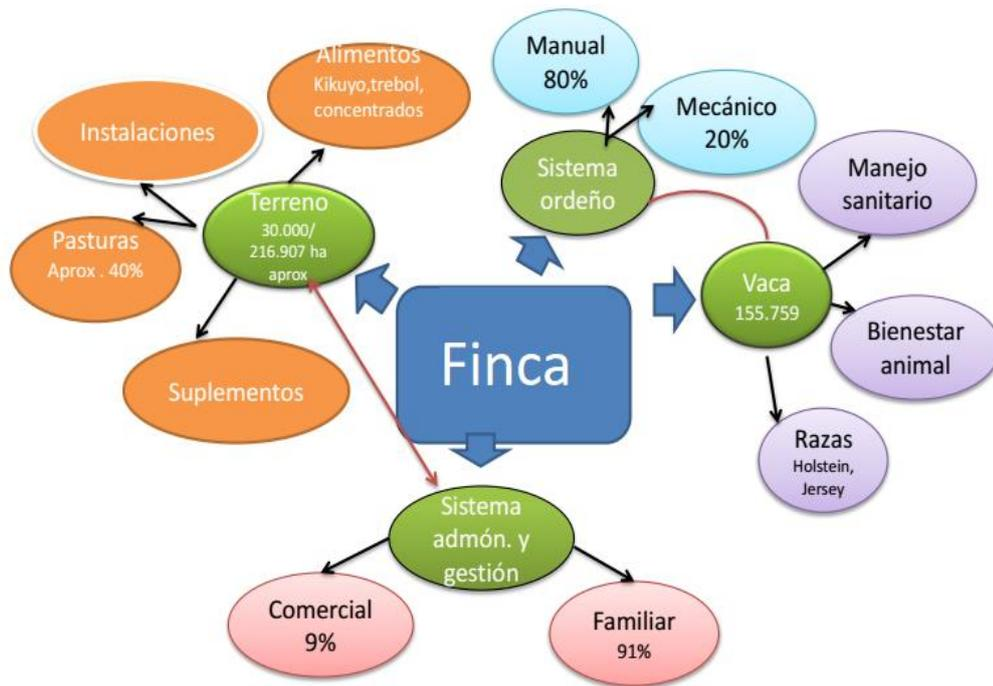 Alimentos
Kikuyo,trebol,
concentrados
Instalaciones
Terreno
30.000/
216.907 ha
aprox
Pasturas
Aprox . 40%
Suplementos
Manual
80%
Mecánico
20%
Sistema
ordeño
Manejo
sanitario
Vaca
155.759
Bienestar
animal
Razas
Holstein,
Jersey
Finca
Sistema
admón. y
gestión
Comercial
9%
Familiar
91%